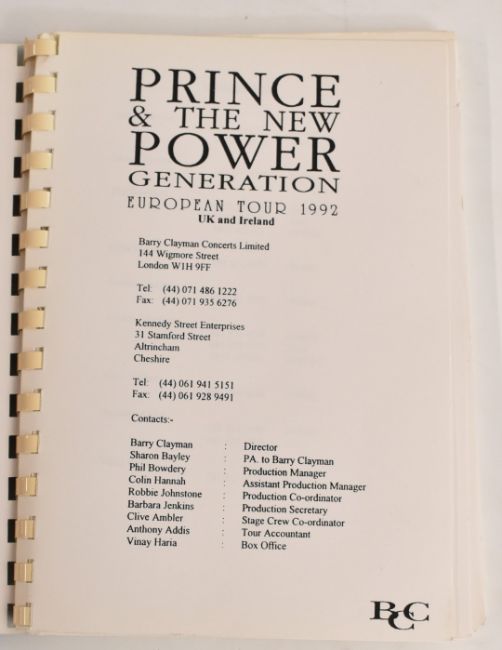 PRINCE
& THE NEW
POWER
GENERATION
EUROPEAN TOUR 1992
UK and Ireland
Barry Clayman Concerts Limited
144 Wigmore Street
London W1H 9FF
Tel: (44) 071 486 1222
Fax: (44) 071 935 6276
Kennedy Street Enterprises
31 Stamford Street
Altrincham
Cheshire
Tel: (44) 061 941 5151
Fax: (44) 061 928 9491
Contacts:-
Barry Clayman : Director
Sharon Bayley : PA. to Barry Clayman
Phil Bowdery : Production Manager
Colin Hannah : Assistant Production Manager
Robbie Johnstone : Production Co-ordinator
Barbara Jenkins : Production Secretary
Clive Ambler : Stage Crew Co-ordinator
Anthony Addis : Tour Accountant
Vinay Haria : Box Office
BCC